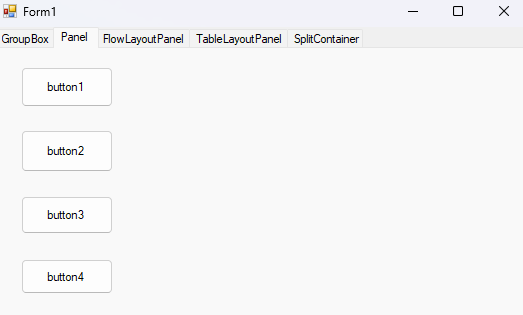 Form1
GroupBox Panel FlowLayoutPanel TableLayoutPanel SplitContainer
button1
button2
button3
button4